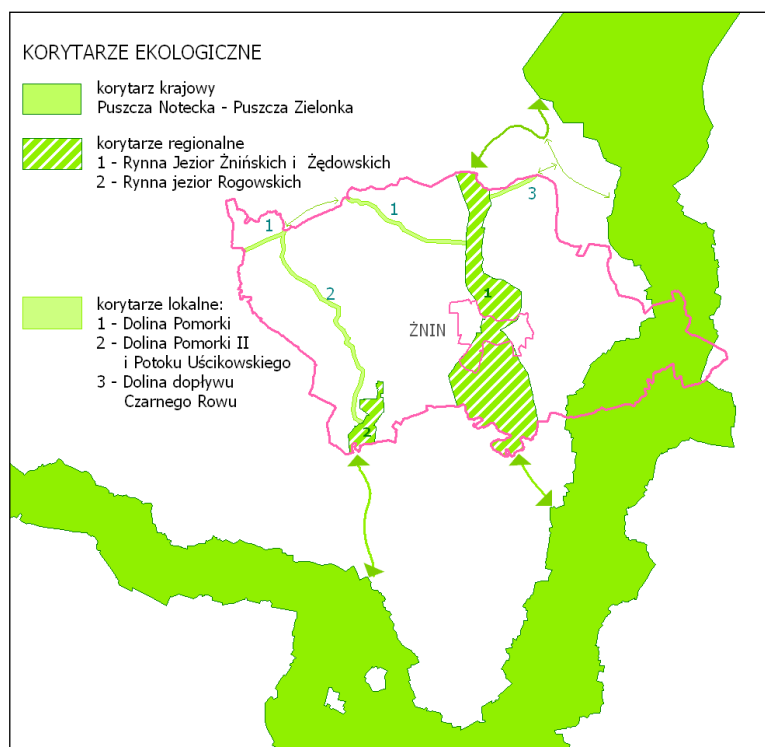 KORYTARZE EKOLOGICZNE
korytarz krajowy
Puszcza Notecka - Puszcza Zielonka
korytarze regionalne
1 - Rynna Jezior Żnińskich i Żędowskich
2 - Rynna jezior Rogowskich
korytarze lokalne:
1 - Dolina Pomorki
2 - Dolina Pomorki II
i Potoku Uścikowskiego
3 - Dolina dopływu
Czarnego Rowu
3
1
1
2
1
ŻNIN
2